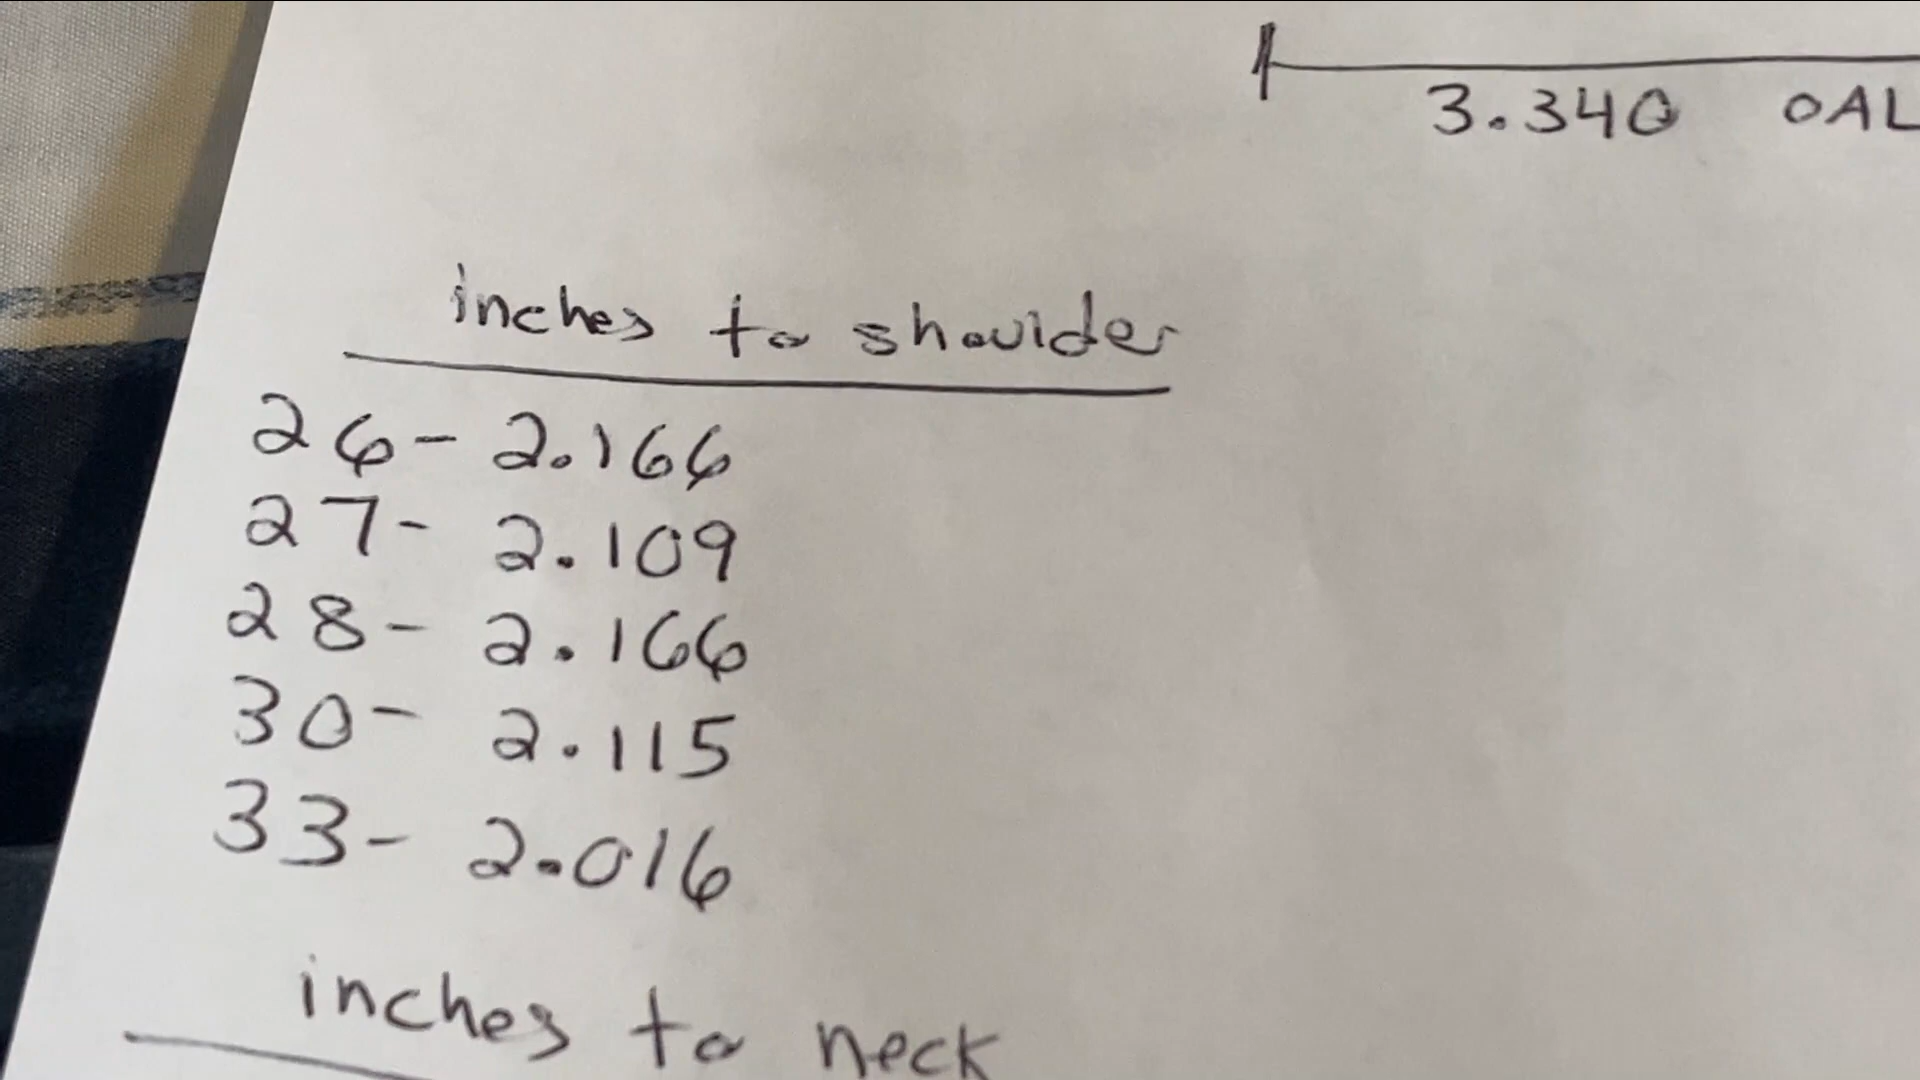 3.340 OAL
inches to shoulder
26- 2.166
27- 2.109
28- 2.166
30- 2.115
33- 2.016
inches to neck